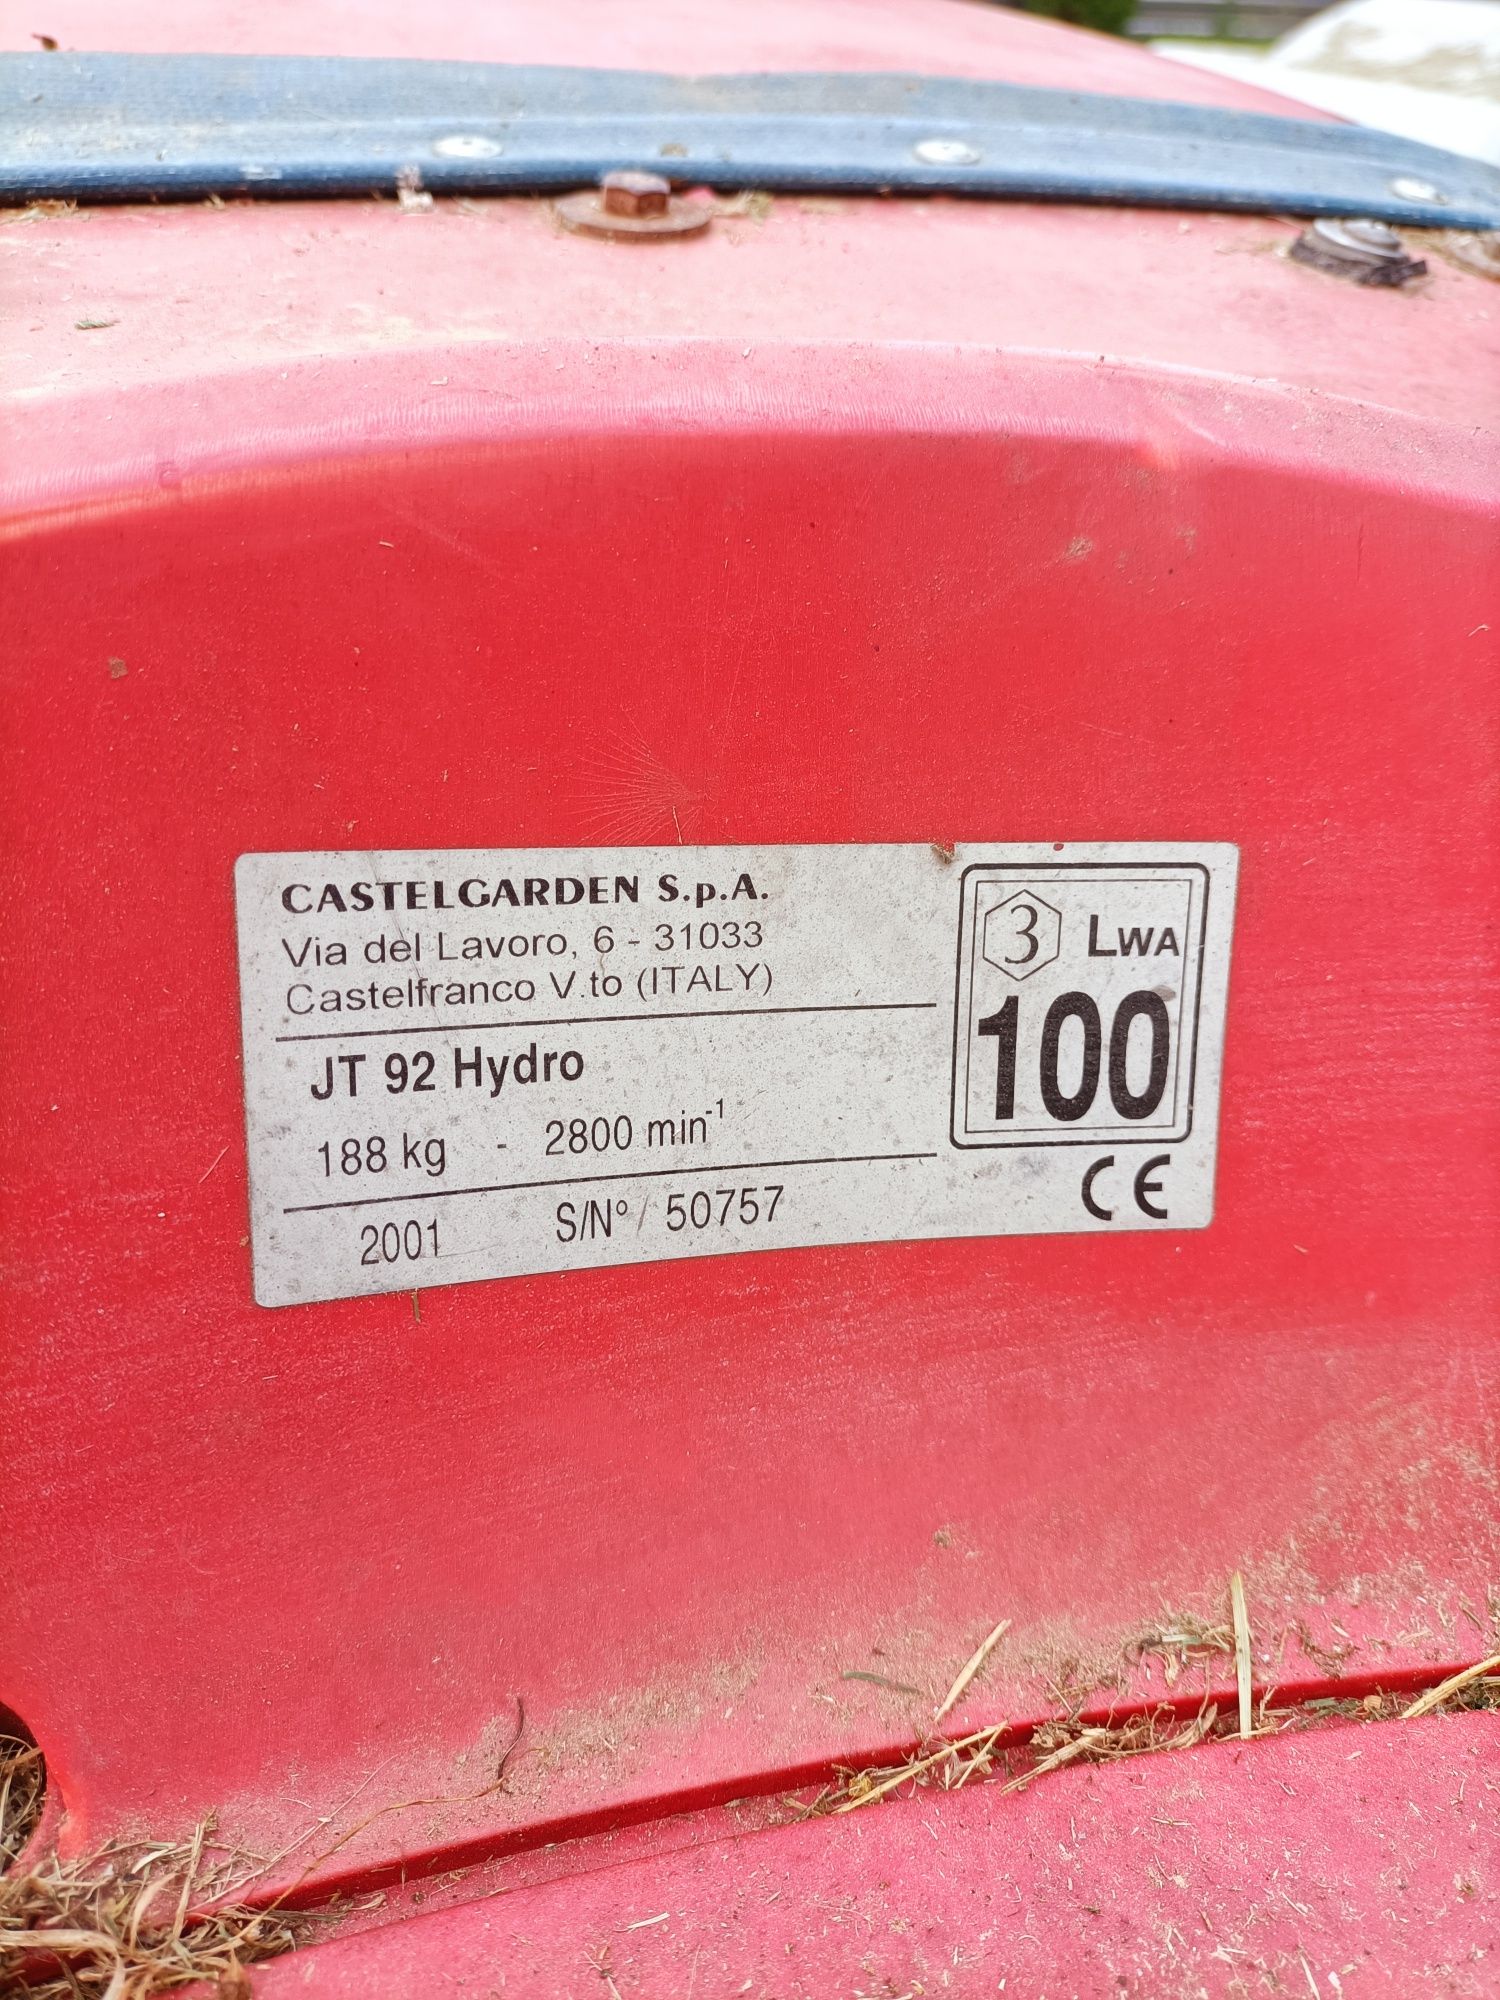 CASTELGARDEN S.p.A.
Via del Lavoro, 6 - 31033
Castelfranco V.to (ITALY)
JT 92 Hydro
188 kg - 2800 min-1
2001 S/N° / 50757
3 LWA
100
CE